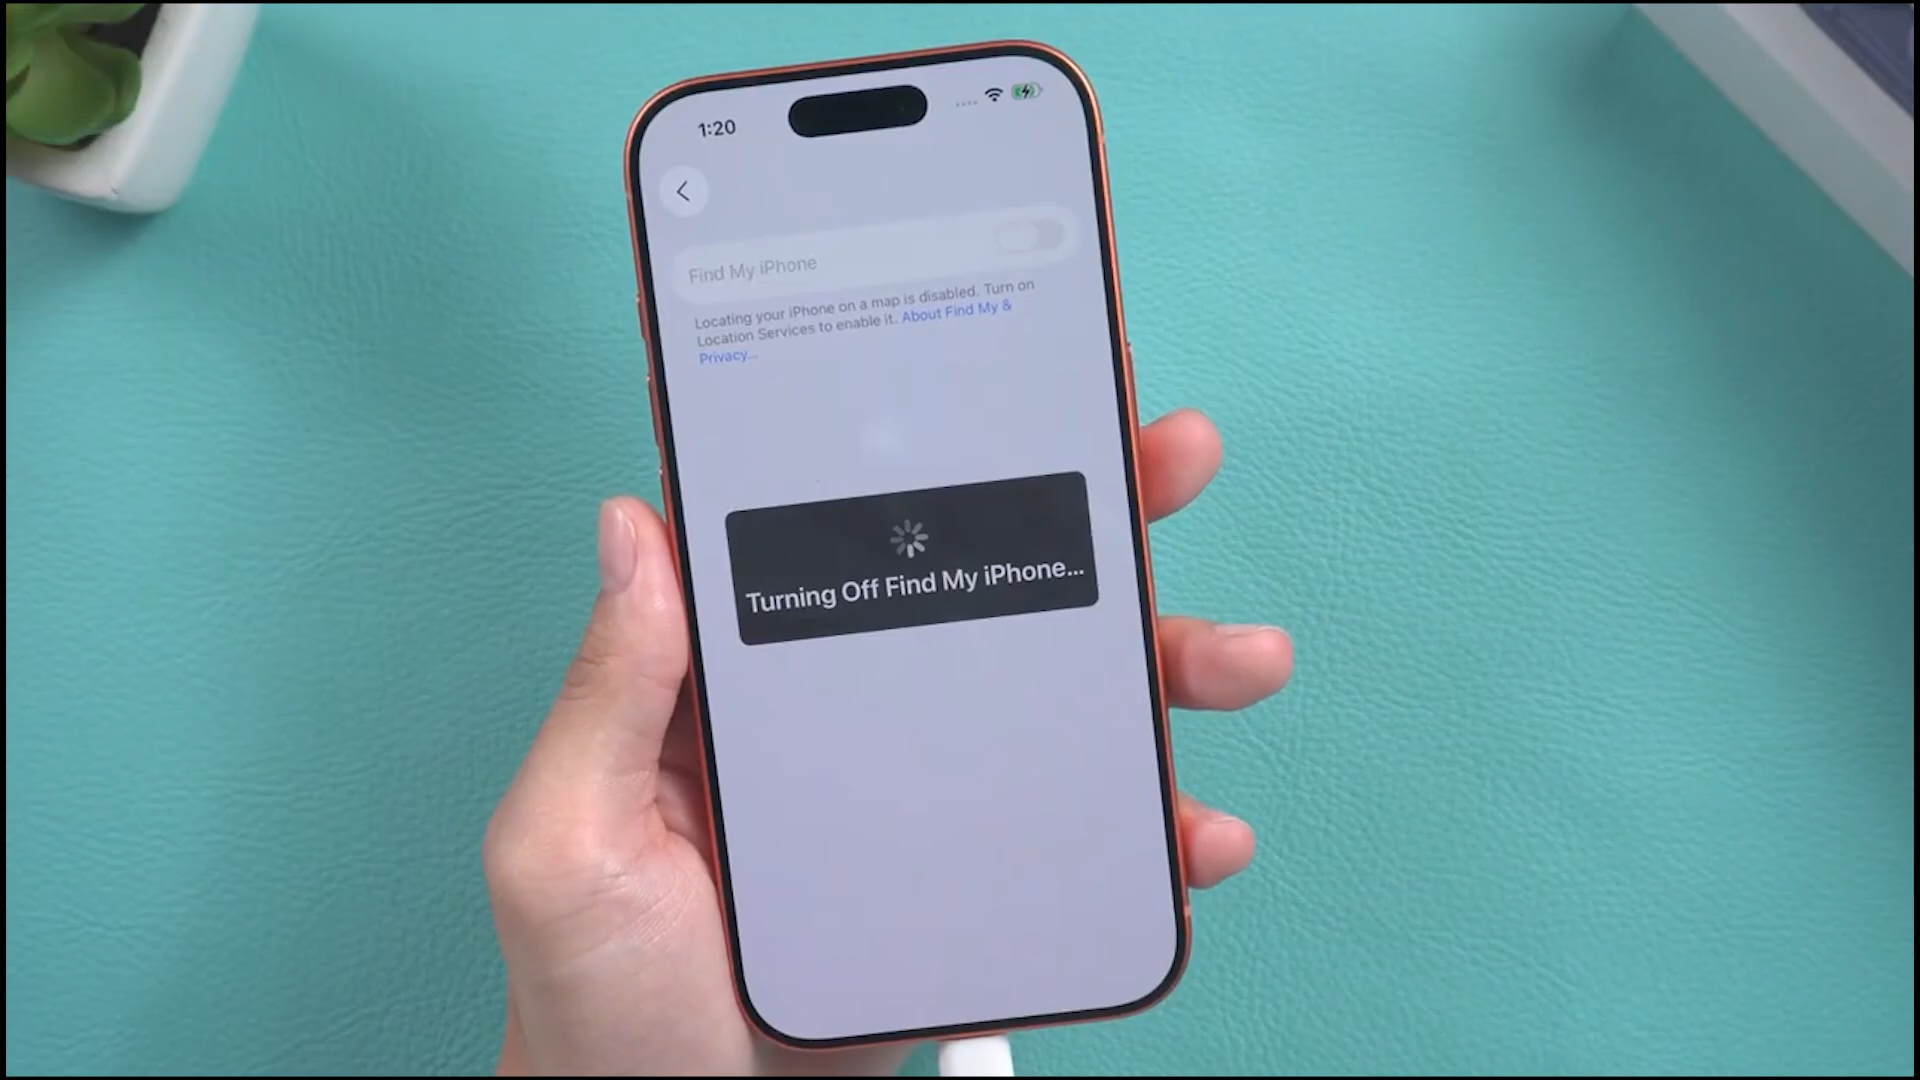 1:20
Find My iPhone
Locating your iPhone on a map is disabled. Turn on
Location Services to enable it. About Find My &
Privacy...
Turning Off Find My iPhone...